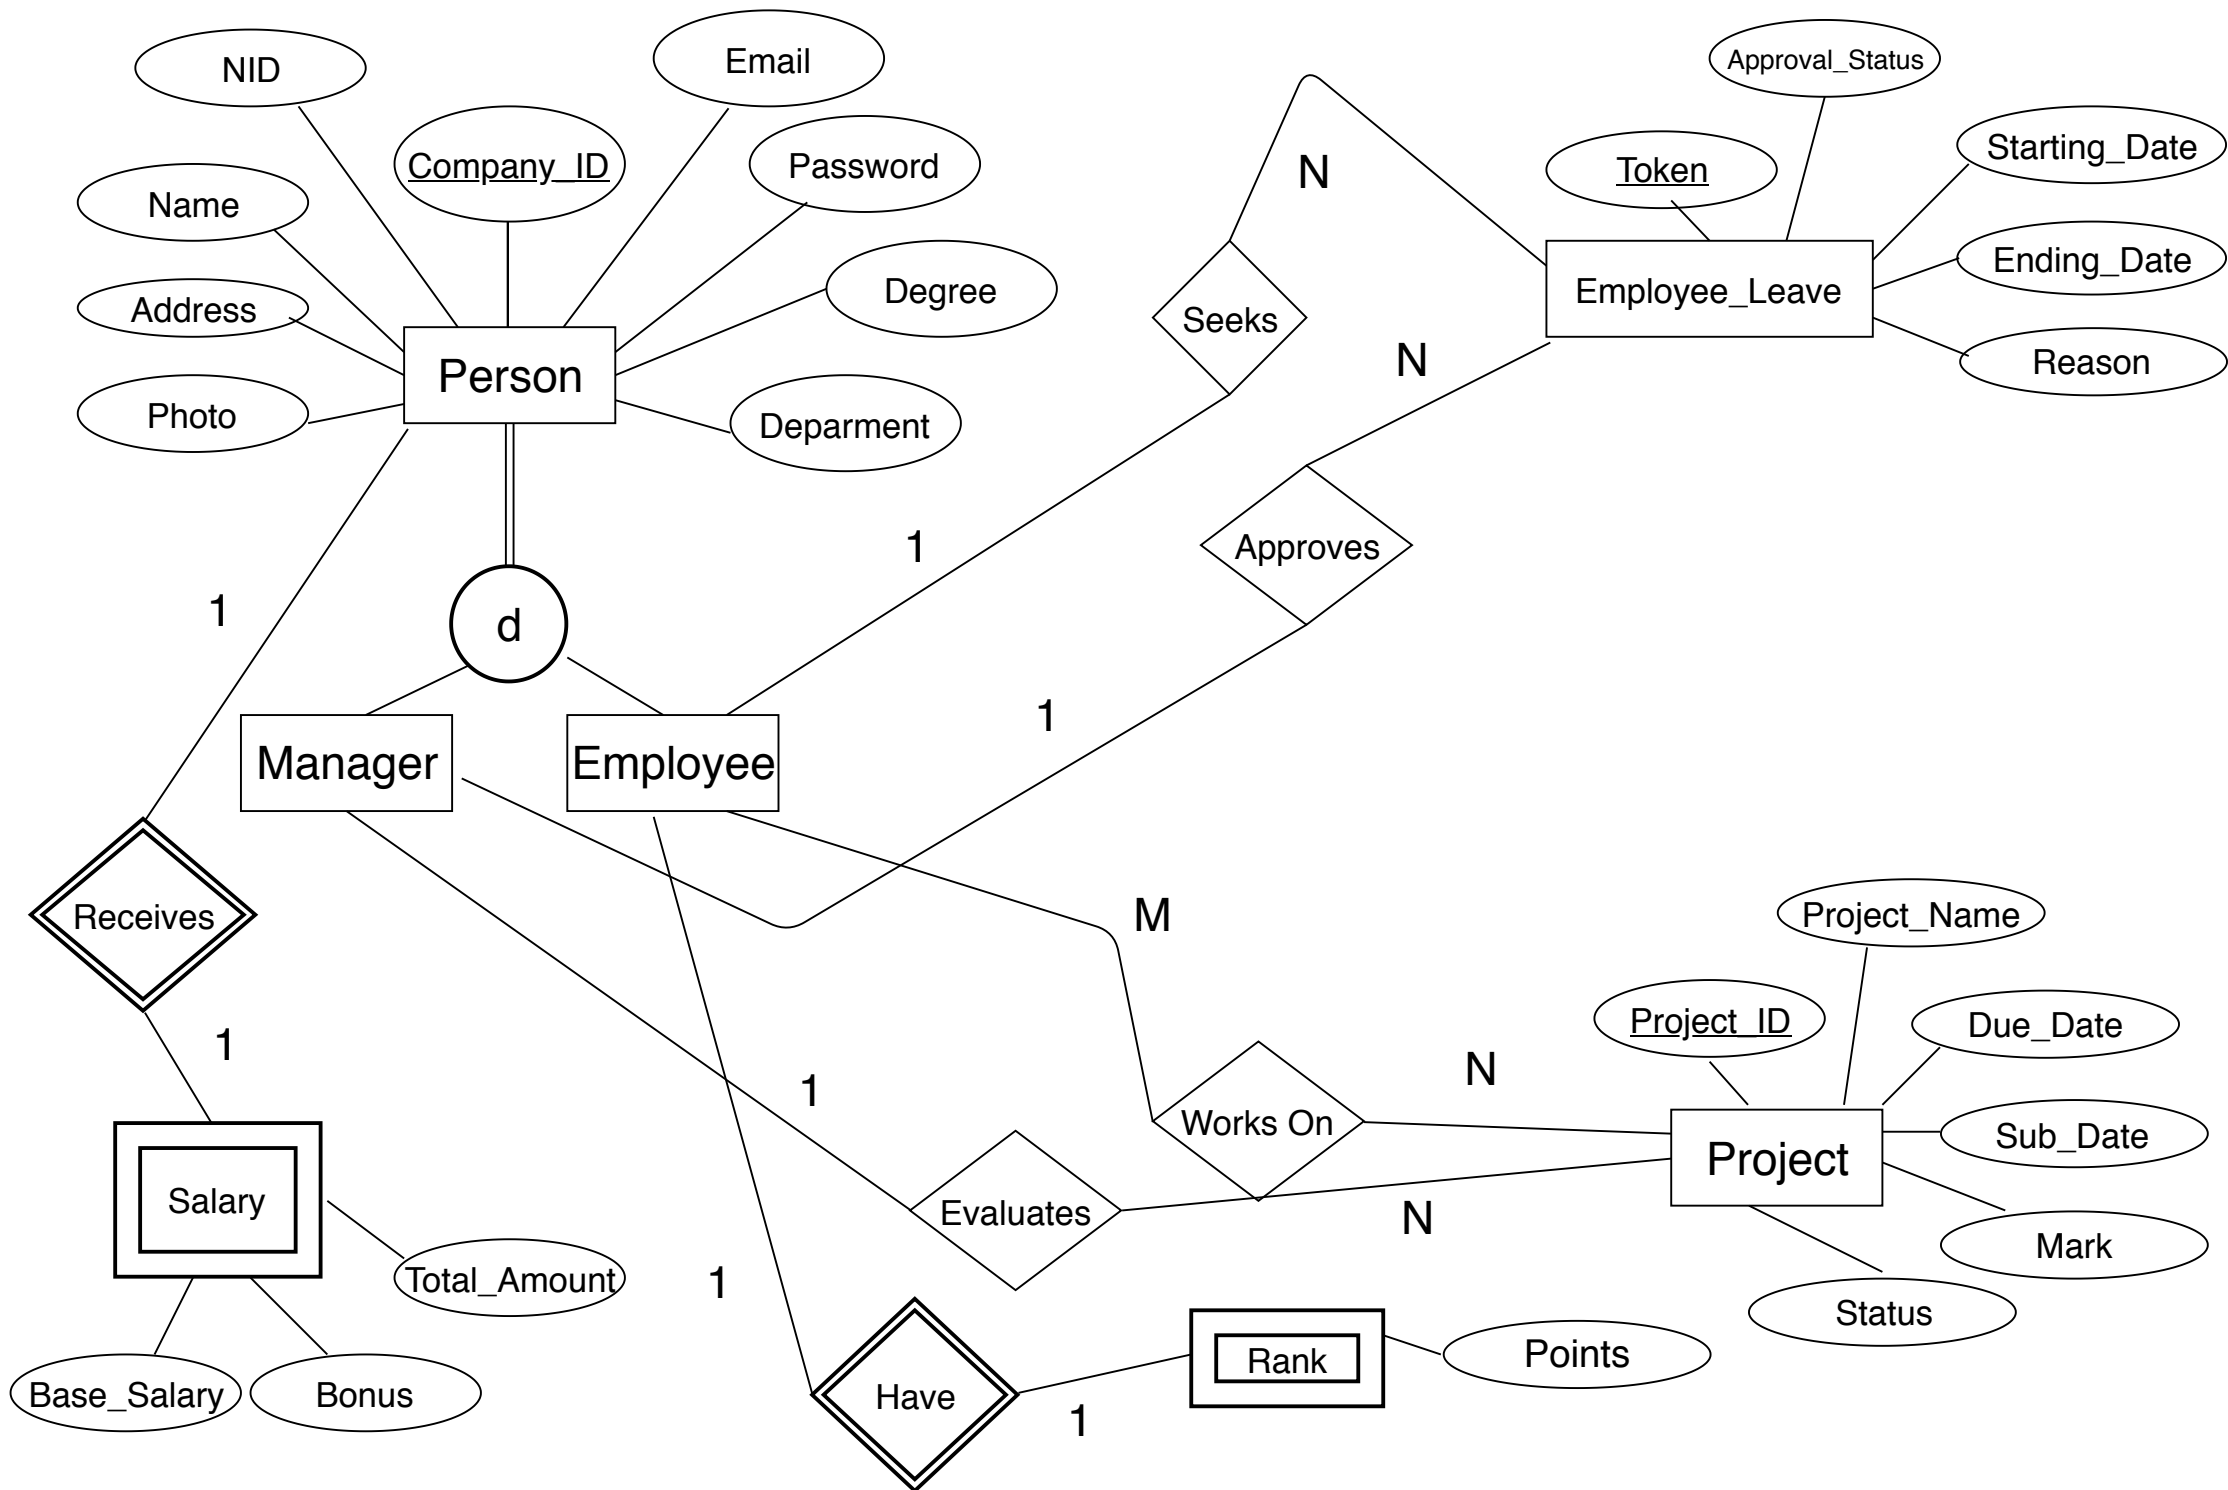 NID
Email
Approval_Status
Company_ID
Password
Token
Starting_Date
N
Name
Ending_Date
Address
Degree
Seeks
Employee_Leave
Person
N
Reason
Photo
Deparment
1
Approves
1
d
1
Manager
Employee
Receives
M
Project_Name
1
Project_ID
Due_Date
1
N
Works On
Sub_Date
Salary
Evaluates
N
Project
Mark
Total_Amount
1
Status
Base_Salary
Bonus
Have
1
Rank
Points